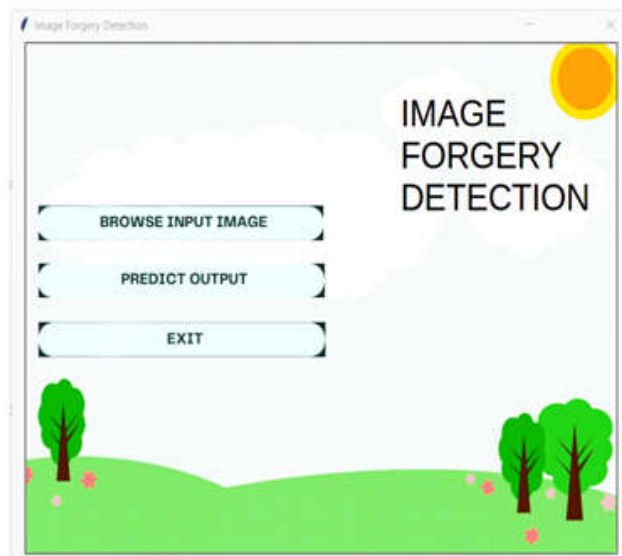 Image Forgery Detection
IMAGE
FORGERY
DETECTION
BROWSE INPUT IMAGE
PREDICT OUTPUT
EXIT